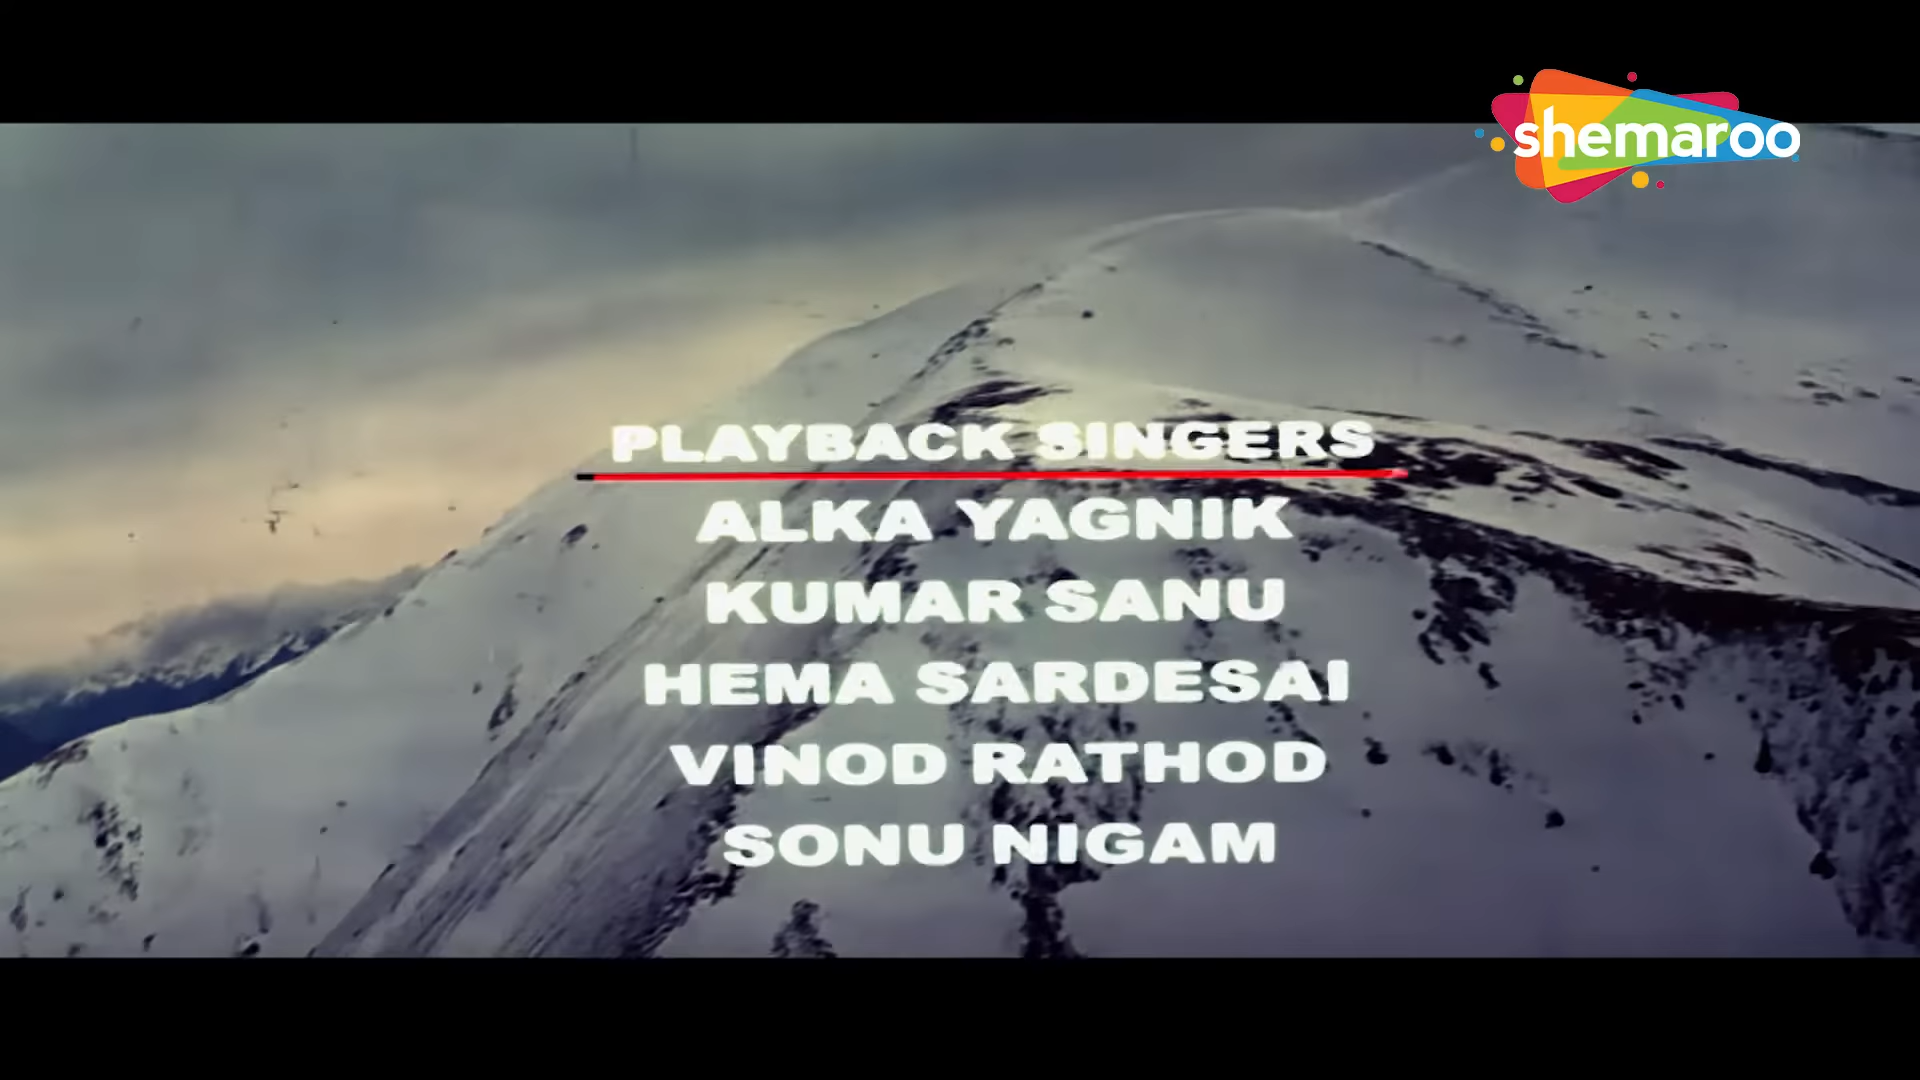 shemaroo
PLAYBACK SINGERS
ALKA YAGNIK
KUMAR SANU
HEMA SARDESAI
VINOD RATHOD
SONU NIGAM